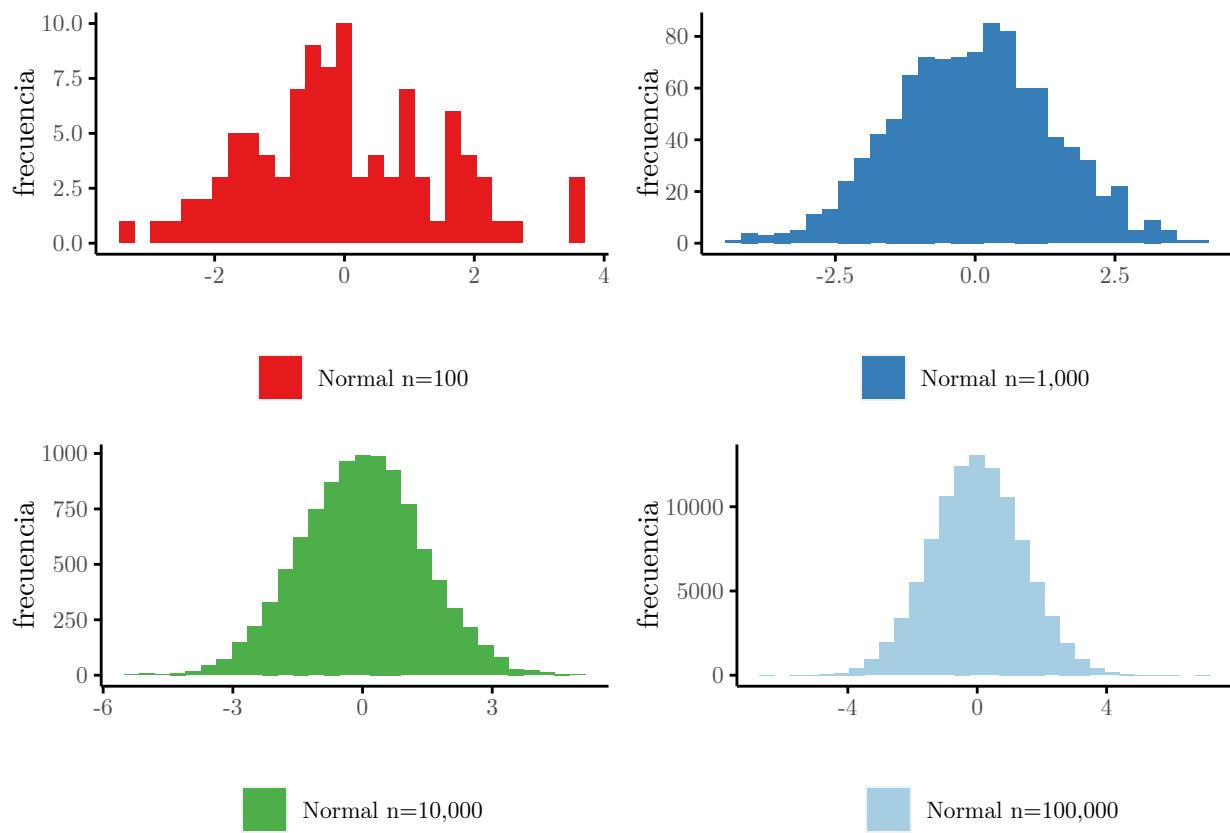 frecuencia
10.0
7.5
5.0
2.5
0.0
-2 0 2 4
Normal n=100
frecuencia
80
60
40
20
0
-2.5 0.0 2.5
Normal n=1,000
frecuencia
1000
750
500
250
0
-6 -3 0 3
Normal n=10,000
frecuencia
10000
5000
0
-4 0 4
Normal n=100,000